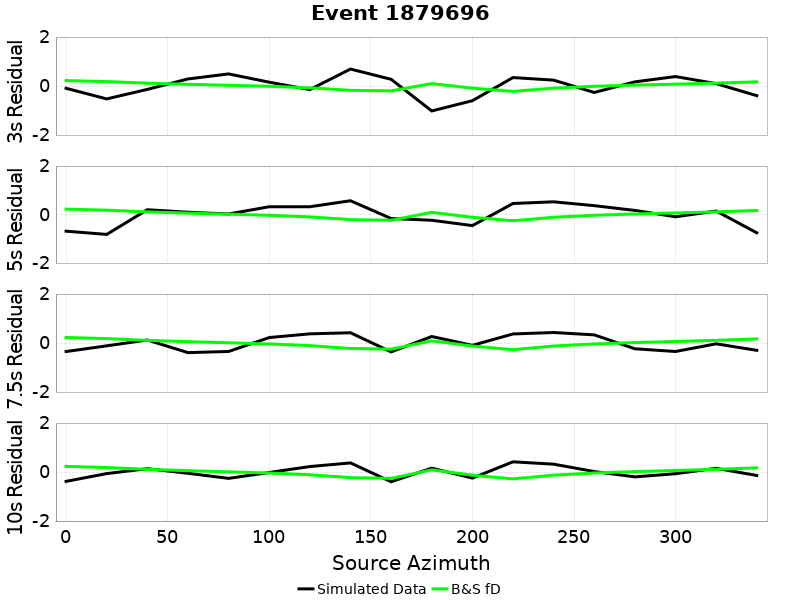 Event 1879696
3s Residual
2
0
-2
5s Residual
2
0
-2
7.5s Residual
2
0
-2
10s Residual
2
0
-2
0 50 100 150 200 250 300
Source Azimuth
Simulated Data B&S fD